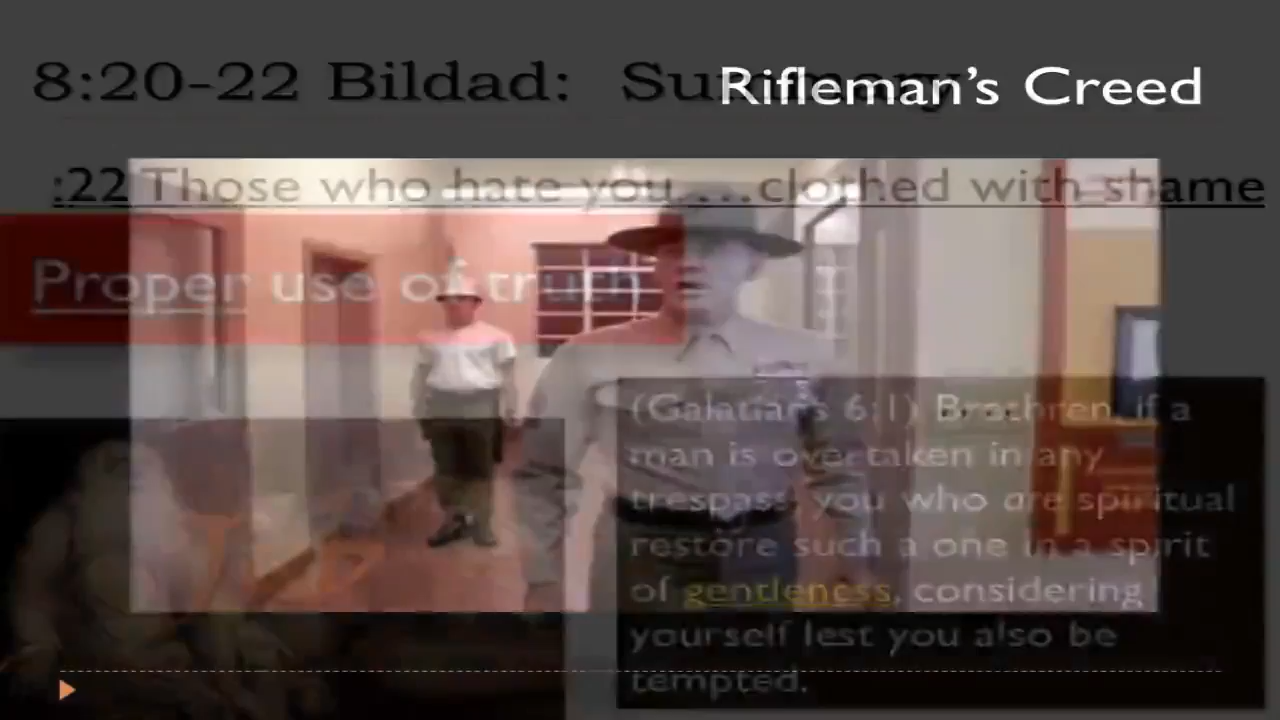 8:20-22 Bildad: Summary
Rifleman's Creed
:22 Those who hate you ...clothed with shame
Proper use of truth
(Galatians 6:1) Brethren, if a
man is overtaken in any
trespass, you who are spiritual
restore such a one in a spirit
of gentleness, considering
yourself lest you also be
tempted.